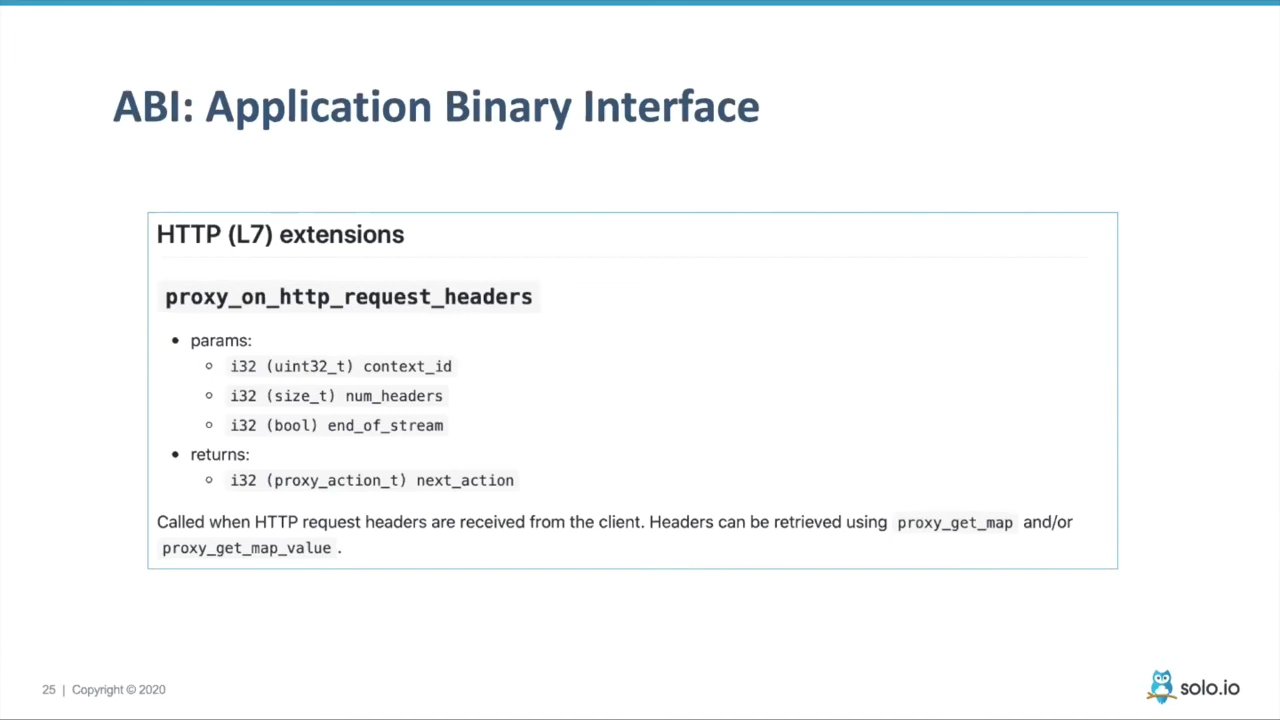 ABI: Application Binary Interface
HTTP (L7) extensions
proxy_on_http_request_headers
• params:
◦ i32 (uint32_t) context_id
◦ i32 (size_t) num_headers
◦ i32 (bool) end_of_stream
• returns:
◦ i32 (proxy_action_t) next_action
Called when HTTP request headers are received from the client. Headers can be retrieved using proxy_get_map and/or
proxy_get_map_value .
25 | Copyright © 2020
solo.io